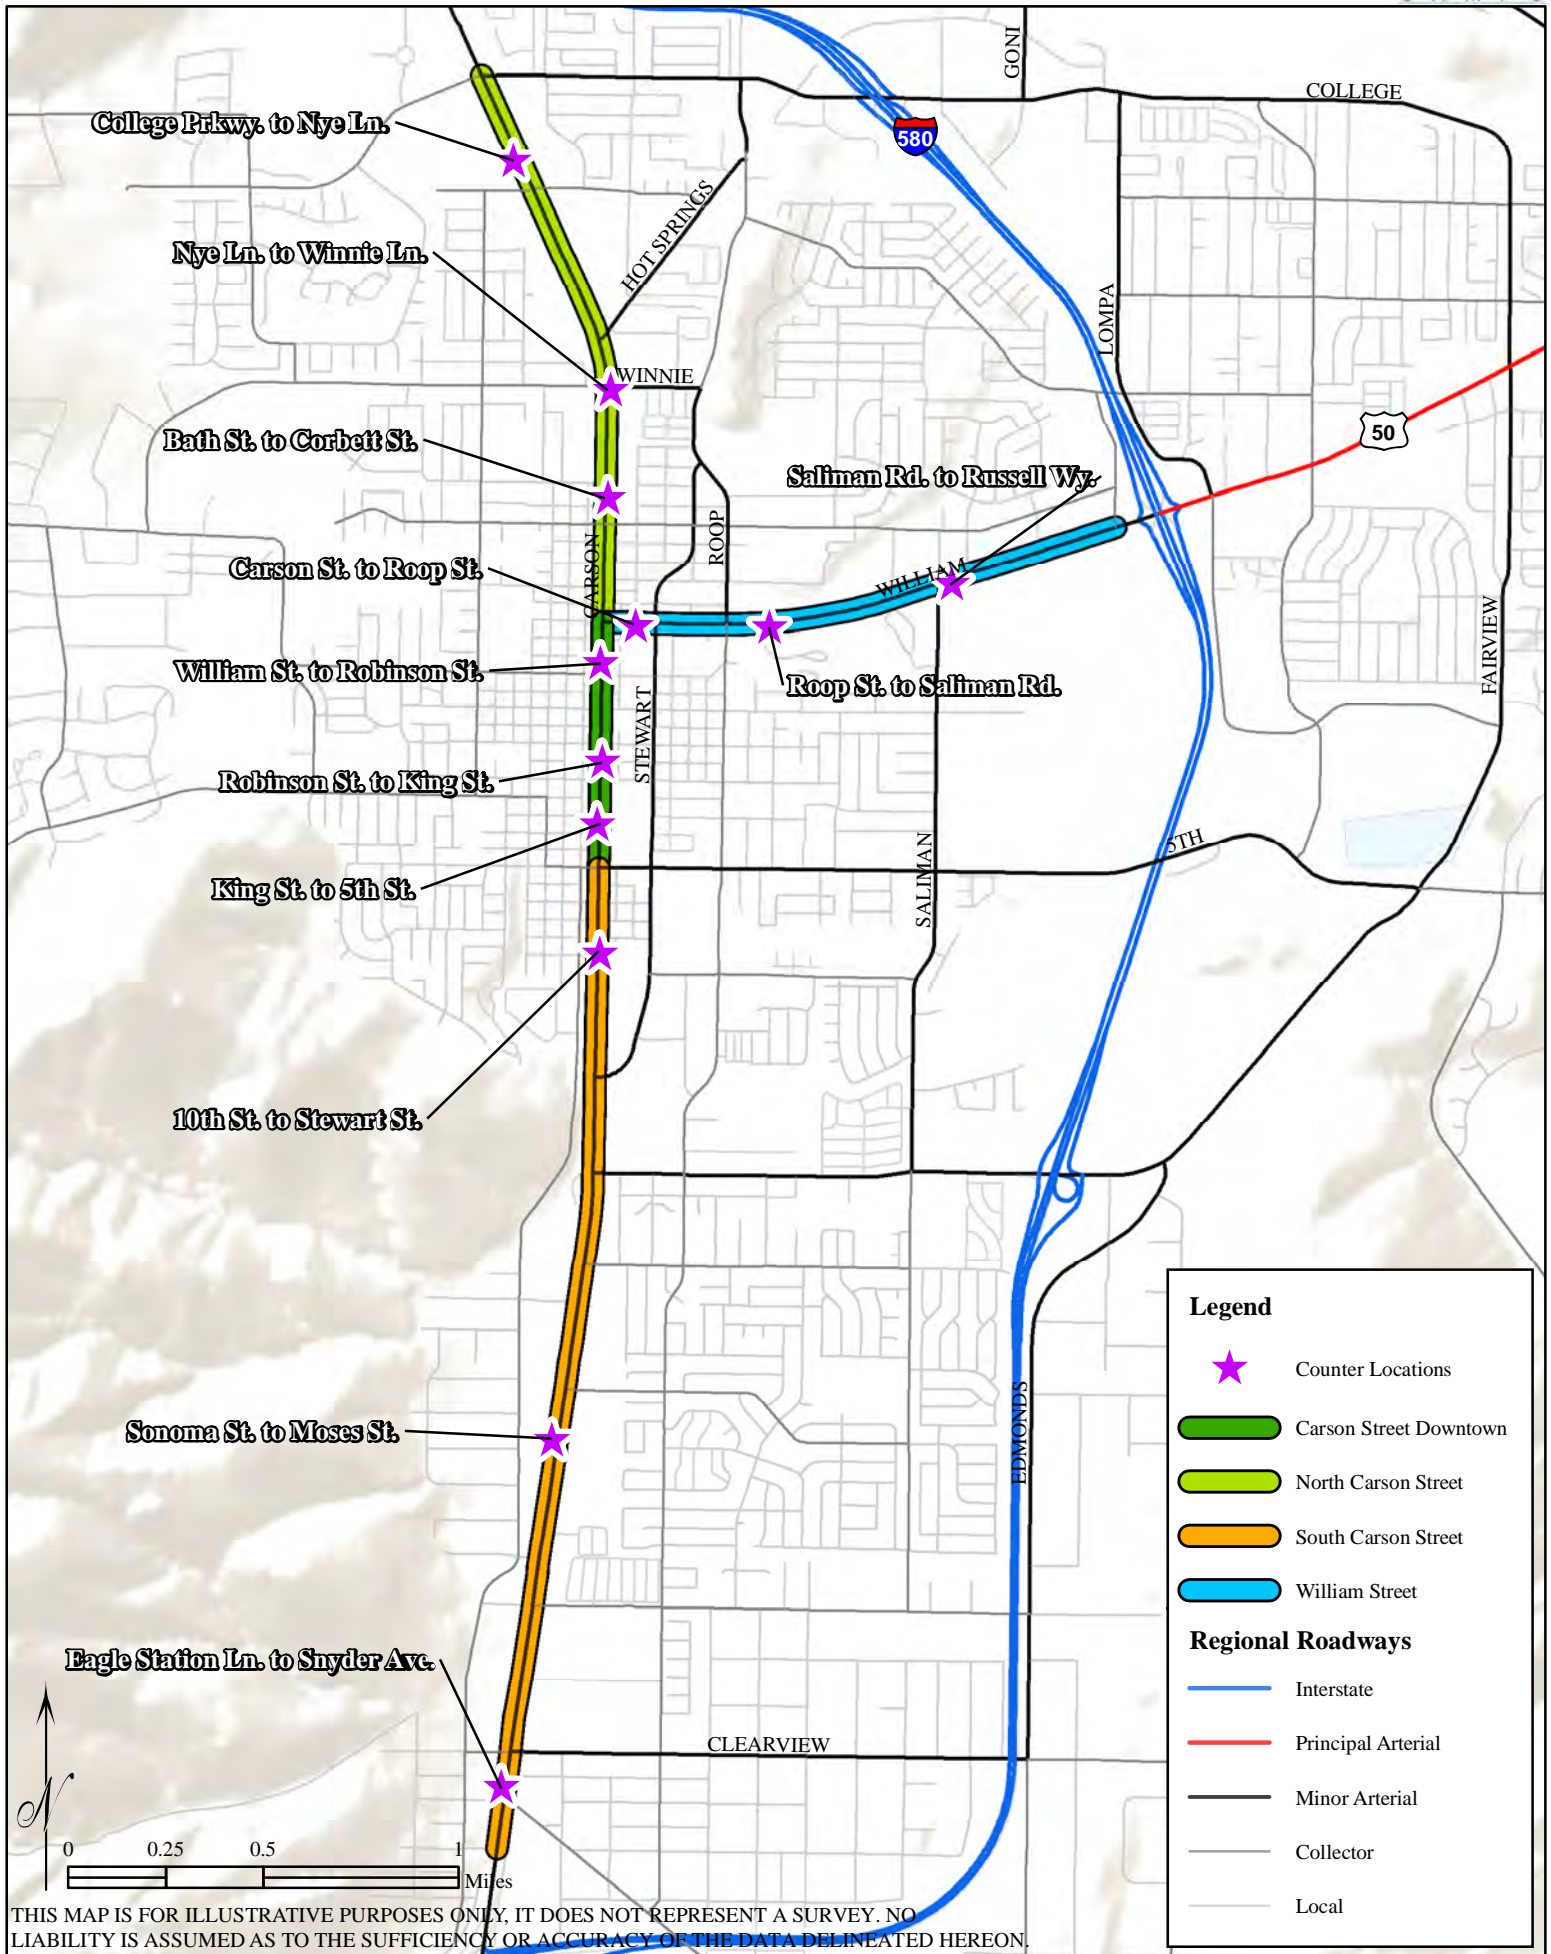 GONI
COLLEGE
College Prkwy. to Nye Ln.
580
HOT SPRINGS
Nye Ln. to Winnie Ln.
LOMPA
WINNIE
50
Bath St. to Corbett St.
Saliman Rd. to Russell Wy.
ROOP
CARSON
Carson St. to Roop St.
WILLIAM
FAIRVIEW
William St. to Robinson St.
Roop St. to Saliman Rd.
STEWART
Robinson St. to King St.
5TH
SALIMAN
King St. to 5th St.
10th St. to Stewart St.
Sonoma St. to Moses St.
EDMONDS
Eagle Station Ln. to Snyder Ave.
CLEARVIEW
Legend
Counter Locations
Carson Street Downtown
North Carson Street
South Carson Street
William Street
Regional Roadways
Interstate
Principal Arterial
Minor Arterial
Collector
Local
N
0 0.25 0.5 1
Miles
THIS MAP IS FOR ILLUSTRATIVE PURPOSES ONLY, IT DOES NOT REPRESENT A SURVEY. NO
LIABILITY IS ASSUMED AS TO THE SUFFICIENCY OR ACCURACY OF THE DATA DELINEATED HEREON.